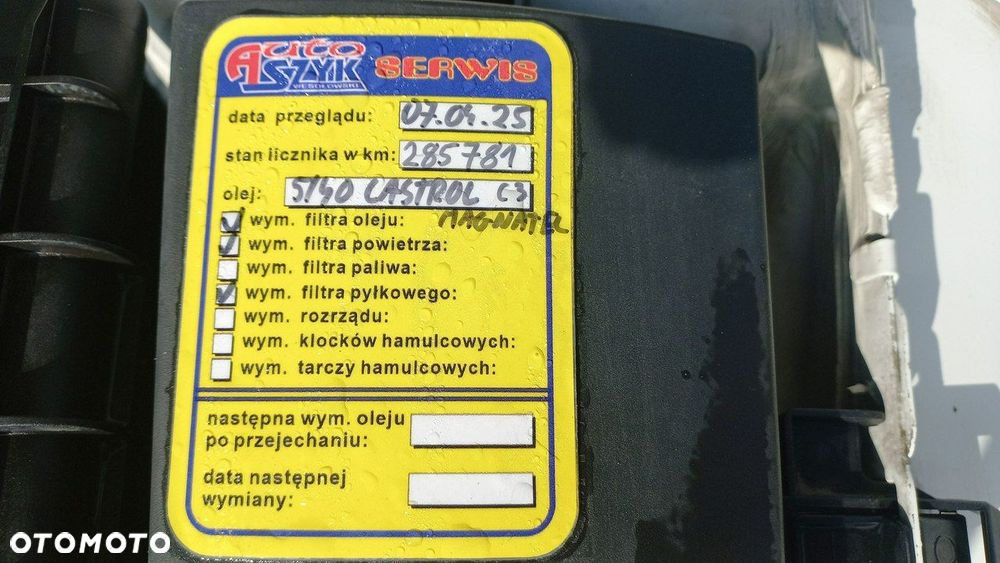 Auto SZYK SERWIS
WESOŁOWSKI
data przeglądu: 07.04.25
stan licznika w km: 285781
olej: 5/40 CASTROL C3
MAGNATEC
wym. filtra oleju:
wym. filtra powietrza:
wym. filtra paliwa:
wym. filtra pyłkowego:
wym. rozrządu:
wym. klocków hamulcowych:
wym. tarczy hamulcowych:
następna wym. oleju
po przejechaniu:
data następnej
wymiany:
OTOMOTO